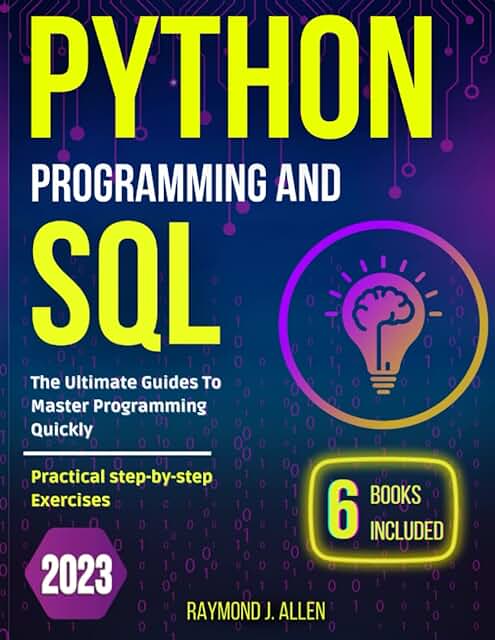 PYTHON
PROGRAMMING AND
SQL
The Ultimate Guides To
Master Programming
Quickly
Practical step-by-step
Exercises
6 BOOKS
INCLUDED
2023
RAYMOND J. ALLEN